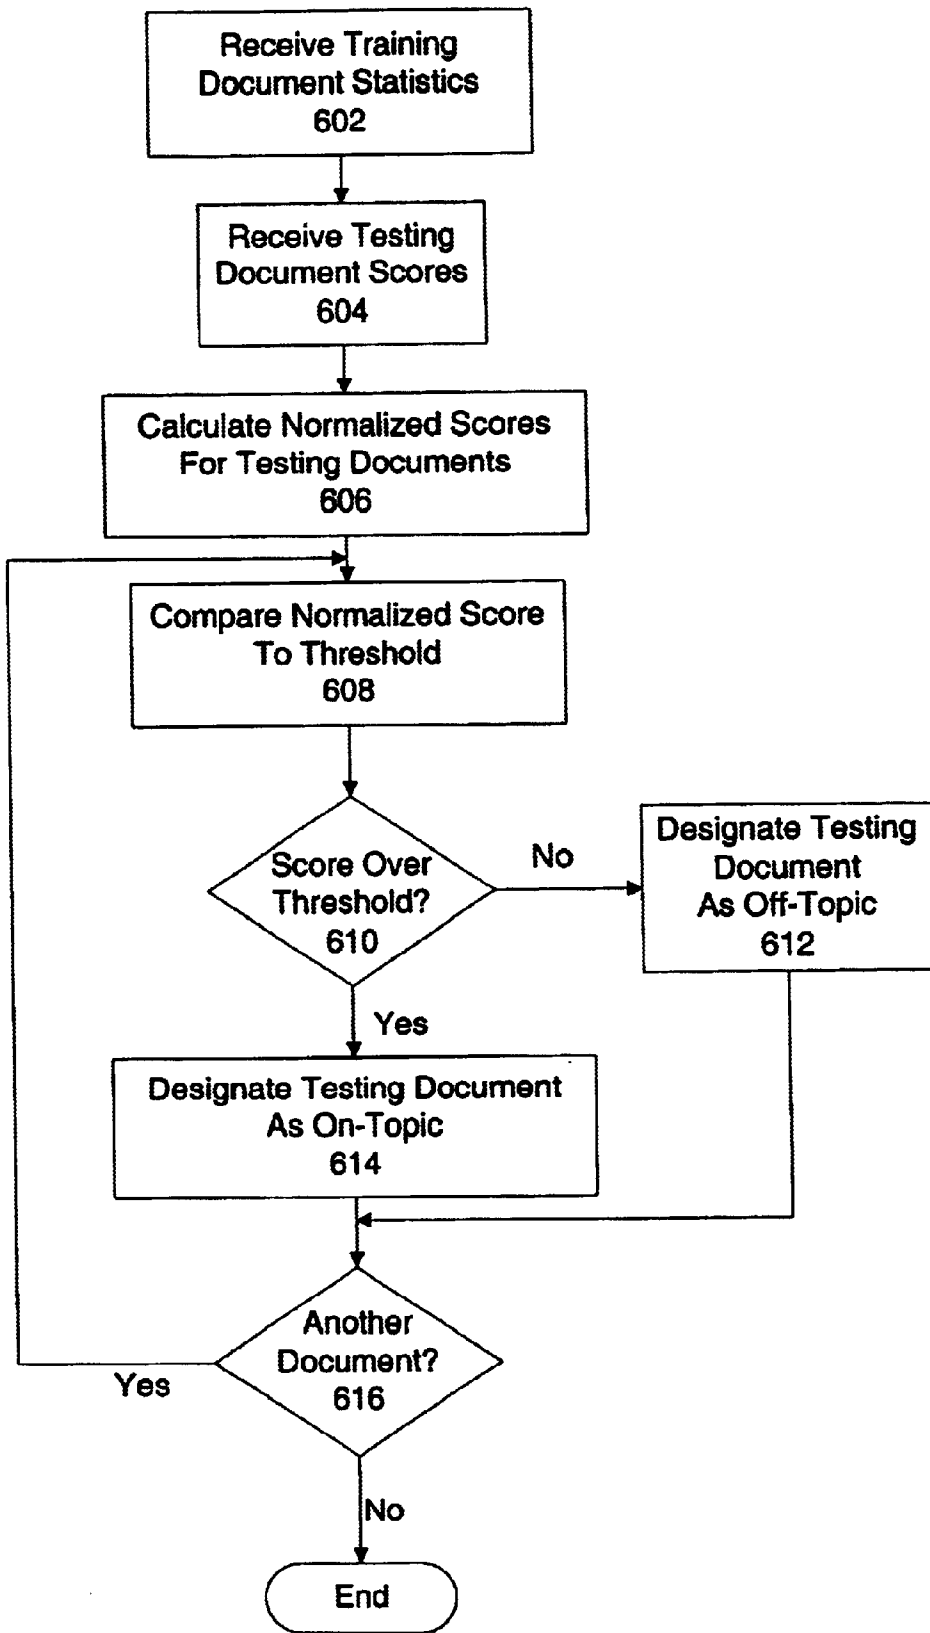 Receive Training
Document Statistics
602
Receive Testing
Document Scores
604
Calculate Normalized Scores
For Testing Documents
606
Compare Normalized Score
To Threshold
608
Score Over
Threshold?
610
No
Designate Testing
Document
As Off-Topic
612
Yes
Designate Testing Document
As On-Topic
614
Another
Document?
616
Yes
No
End